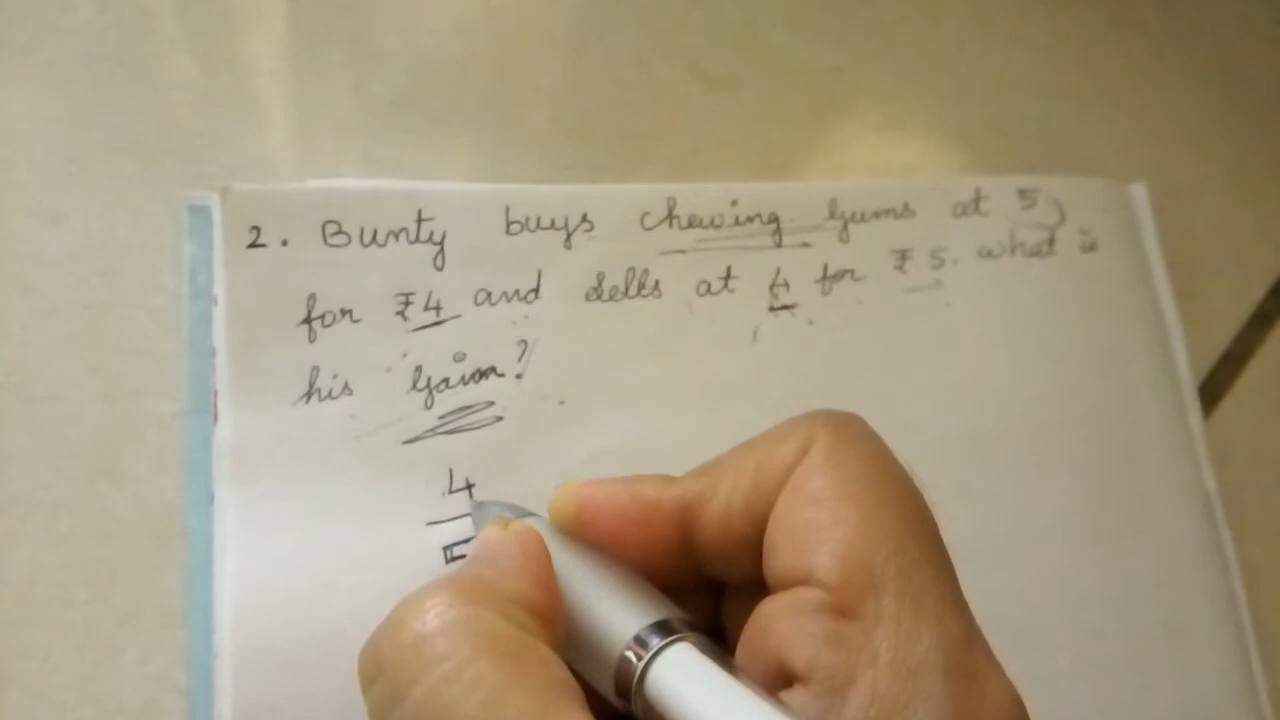 2. Bunty buys chewing Gums at 5
for ₹4 and sells at 4 for ₹5. what is
his Gain?
4
5